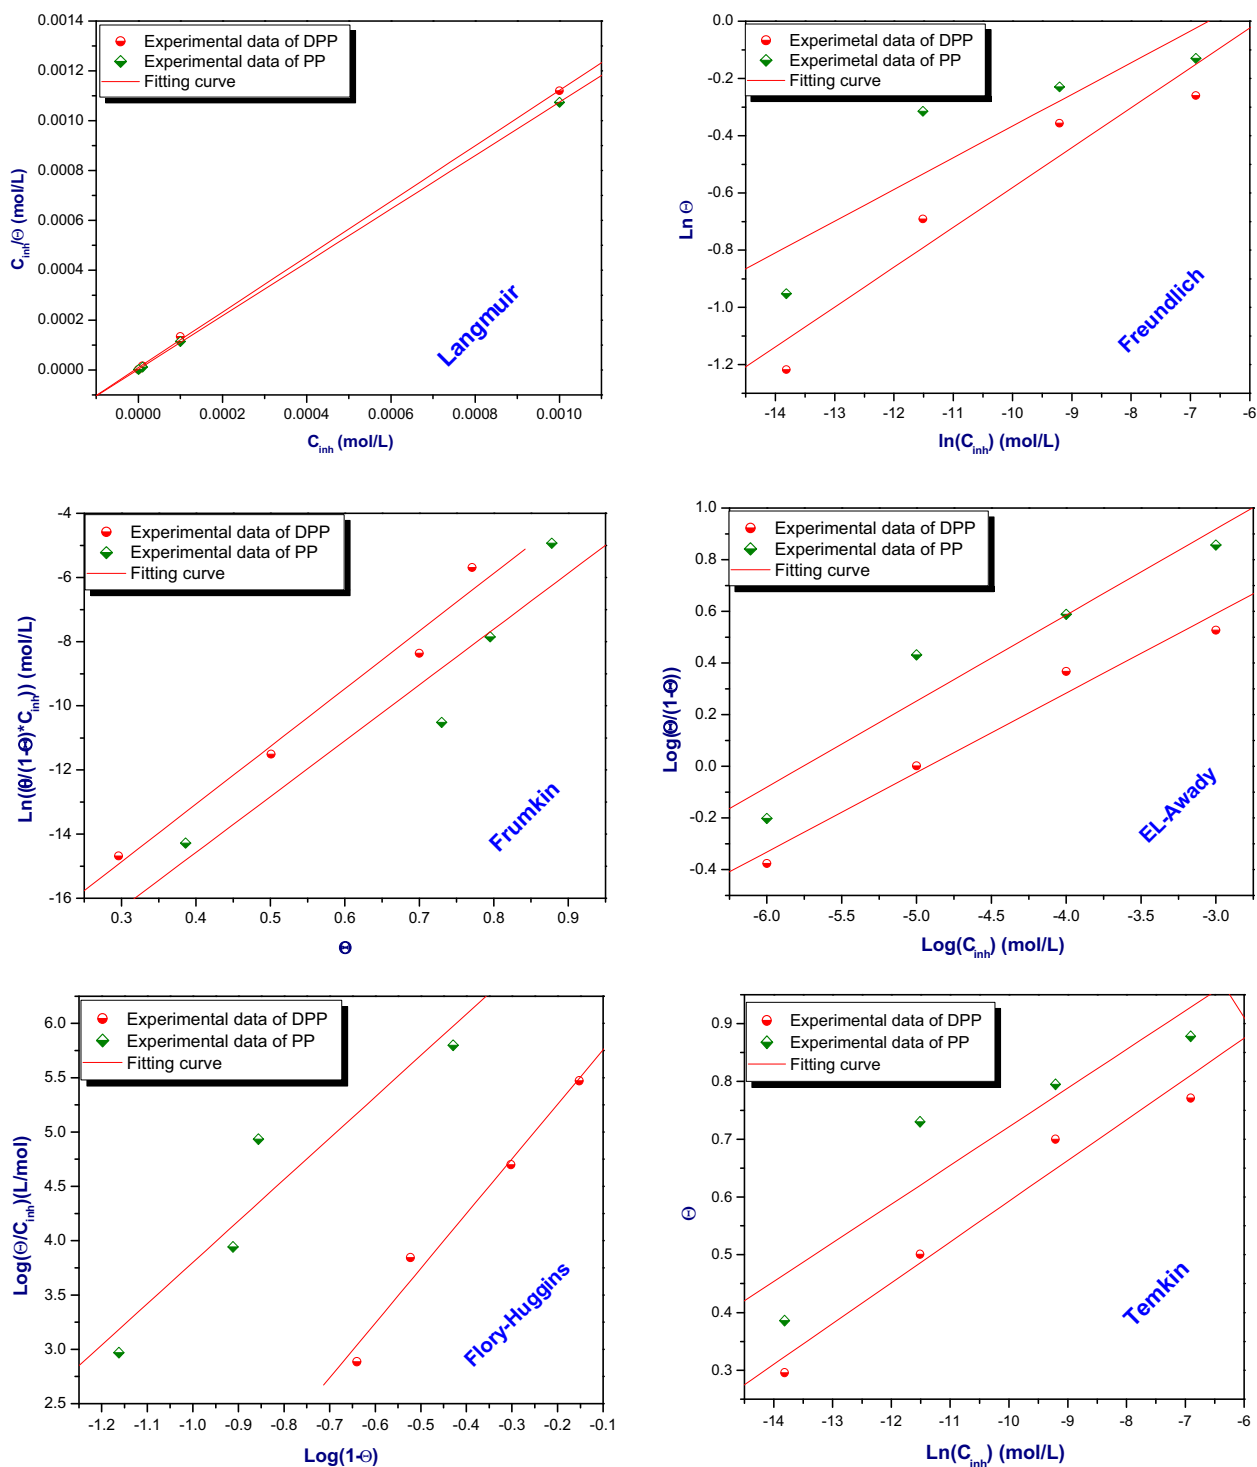 0.0014
0.0012
0.0010
0.0008
0.0006
0.0004
0.0002
0.0000
C_inh/Θ (mol/L)
Experimental data of DPP
Experimental data of PP
Fitting curve
Langmuir
0.0000 0.0002 0.0004 0.0006 0.0008 0.0010
C_inh (mol/L)
0.0
-0.2
-0.4
-0.6
-0.8
-1.0
-1.2
Ln Θ
Experimetal data of DPP
Experimetal data of PP
Fitting curve
Freundlich
-14 -13 -12 -11 -10 -9 -8 -7 -6
ln(C_inh) (mol/L)
-4
-6
-8
-10
-12
-14
-16
Ln((θ/(1-Θ)*C_inh)) (mol/L)
Experimental data of DPP
Experimental data of PP
Fitting curve
Frumkin
0.3 0.4 0.5 0.6 0.7 0.8 0.9
Θ
1.0
0.8
0.6
0.4
0.2
0.0
-0.2
-0.4
Log(Θ/(1-Θ))
Experimental data of DPP
Experimental data of PP
Fitting curve
EL-Awady
-6.0 -5.5 -5.0 -4.5 -4.0 -3.5 -3.0
Log(C_inh) (mol/L)
6.0
5.5
5.0
4.5
4.0
3.5
3.0
2.5
Log(Θ/C_inh)(L/mol)
Experimental data of DPP
Experimental data of PP
Fitting curve
Flory-Huggins
-1.2 -1.1 -1.0 -0.9 -0.8 -0.7 -0.6 -0.5 -0.4 -0.3 -0.2 -0.1
Log(1-Θ)
0.9
0.8
0.7
0.6
0.5
0.4
0.3
Θ
Experimental data of DPP
Experimental data of PP
Fitting curve
Temkin
-14 -13 -12 -11 -10 -9 -8 -7 -6
Ln(C_inh) (mol/L)